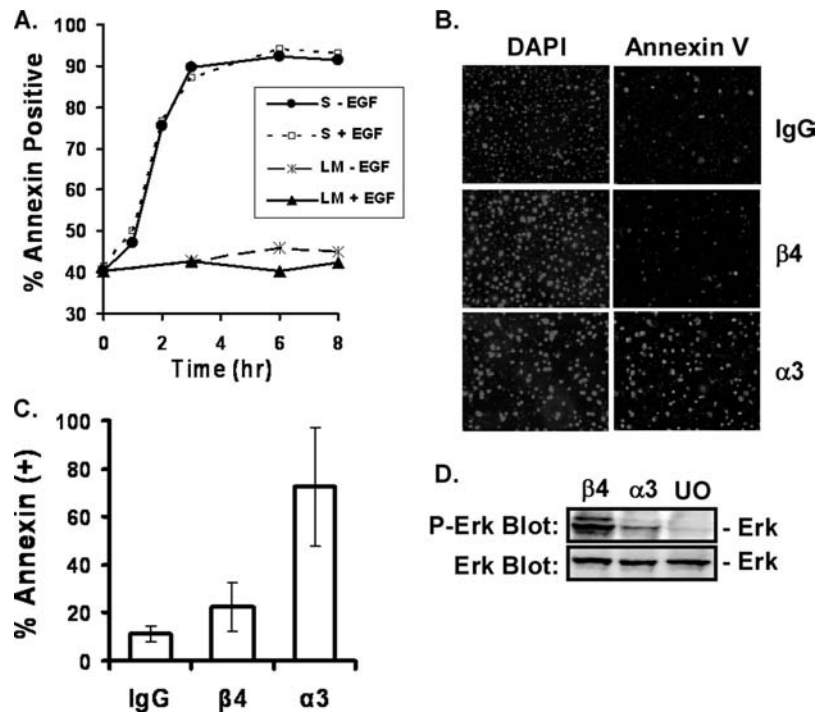 A.
% Annexin Positive
100
90
80
70
60
50
40
30
0
2
4
6
8
Time (hr)
S - EGF
S + EGF
LM - EGF
LM + EGF
B.
DAPI
Annexin V
IgG
β4
α3
C.
% Annexin (+)
100
80
60
40
20
0
IgG
β4
α3
D.
β4 α3 UO
P-Erk Blot: - Erk
Erk Blot: - Erk